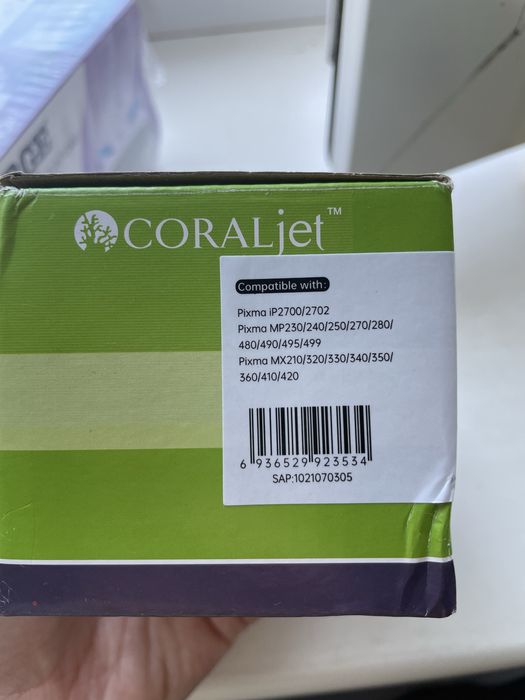 CORALjet™
Compatible with:
Pixma iP2700/2702
Pixma MP230/240/250/270/280/
480/490/495/499
Pixma MX210/320/330/340/350/
360/410/420
6 936529 923534
SAP:1021070305